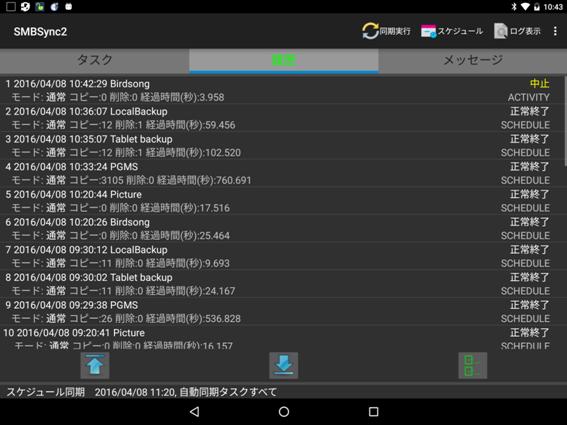 10:43
SMBSync2
同期実行
スケジュール
ログ表示
タスク
履歴
メッセージ
1 2016/04/08 10:42:29 Birdsong 中止
モード: 通常 コピー:0 削除:0 経過時間(秒):3.958 ACTIVITY
2 2016/04/08 10:36:07 LocalBackup 正常終了
モード: 通常 コピー:12 削除:1 経過時間(秒):59.456 SCHEDULE
3 2016/04/08 10:35:07 Tablet backup 正常終了
モード: 通常 コピー:12 削除:1 経過時間(秒):102.520 SCHEDULE
4 2016/04/08 10:33:24 PGMS 正常終了
モード: 通常 コピー:3105 削除:0 経過時間(秒):760.691 SCHEDULE
5 2016/04/08 10:20:44 Picture 正常終了
モード: 通常 コピー:0 削除:0 経過時間(秒):17.516 SCHEDULE
6 2016/04/08 10:20:26 Birdsong 正常終了
モード: 通常 コピー:0 削除:0 経過時間(秒):25.464 SCHEDULE
7 2016/04/08 09:30:12 LocalBackup 正常終了
モード: 通常 コピー:11 削除:0 経過時間(秒):9.693 SCHEDULE
8 2016/04/08 09:30:02 Tablet backup 正常終了
モード: 通常 コピー:11 削除:0 経過時間(秒):24.167 SCHEDULE
9 2016/04/08 09:29:38 PGMS 正常終了
モード: 通常 コピー:26 削除:0 経過時間(秒):536.828 SCHEDULE
10 2016/04/08 09:20:41 Picture 正常終了
モード: 通常 コピー:0 削除:0 経過時間(秒):16.157 SCHEDULE
スケジュール同期 2016/04/08 11:20, 自動同期タスクすべて